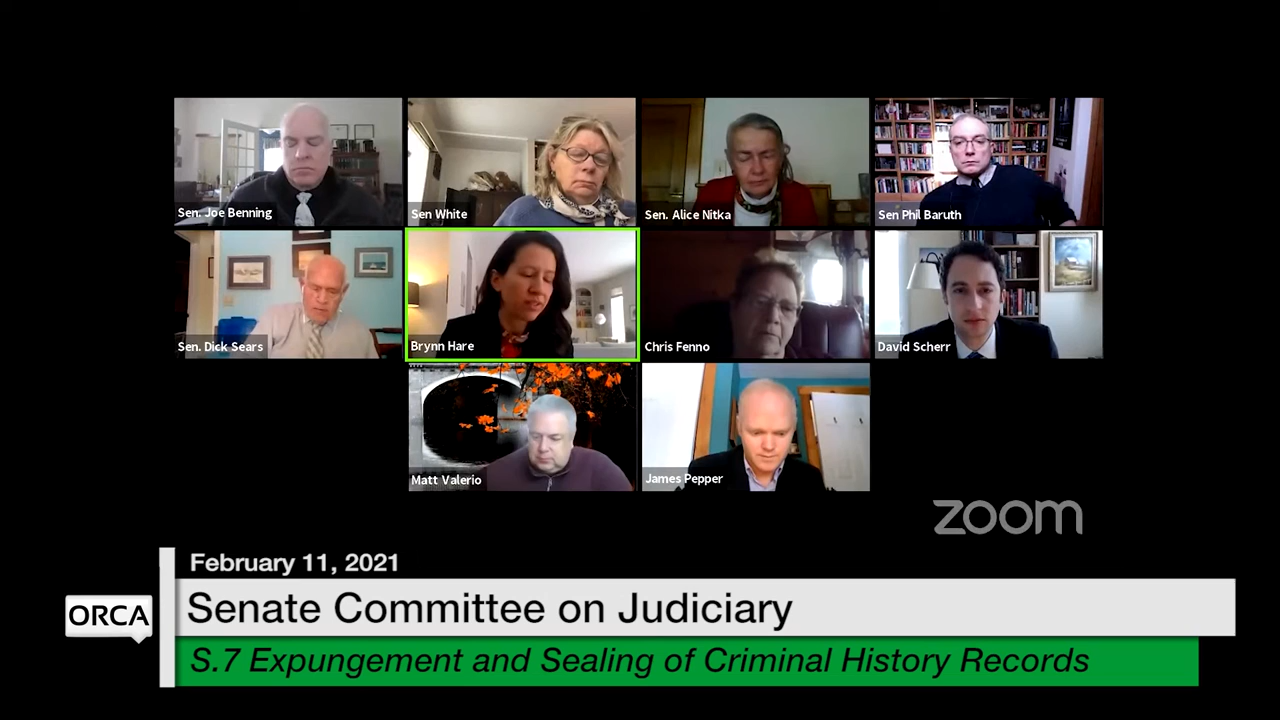 Sen. Joe Benning
Sen White
Sen. Alice Nitka
Sen Phil Baruth
Sen. Dick Sears
Brynn Hare
Chris Fenno
David Scherr
Matt Valerio
James Pepper
zoom
February 11, 2021
ORCA
Senate Committee on Judiciary
S.7 Expungement and Sealing of Criminal History Records